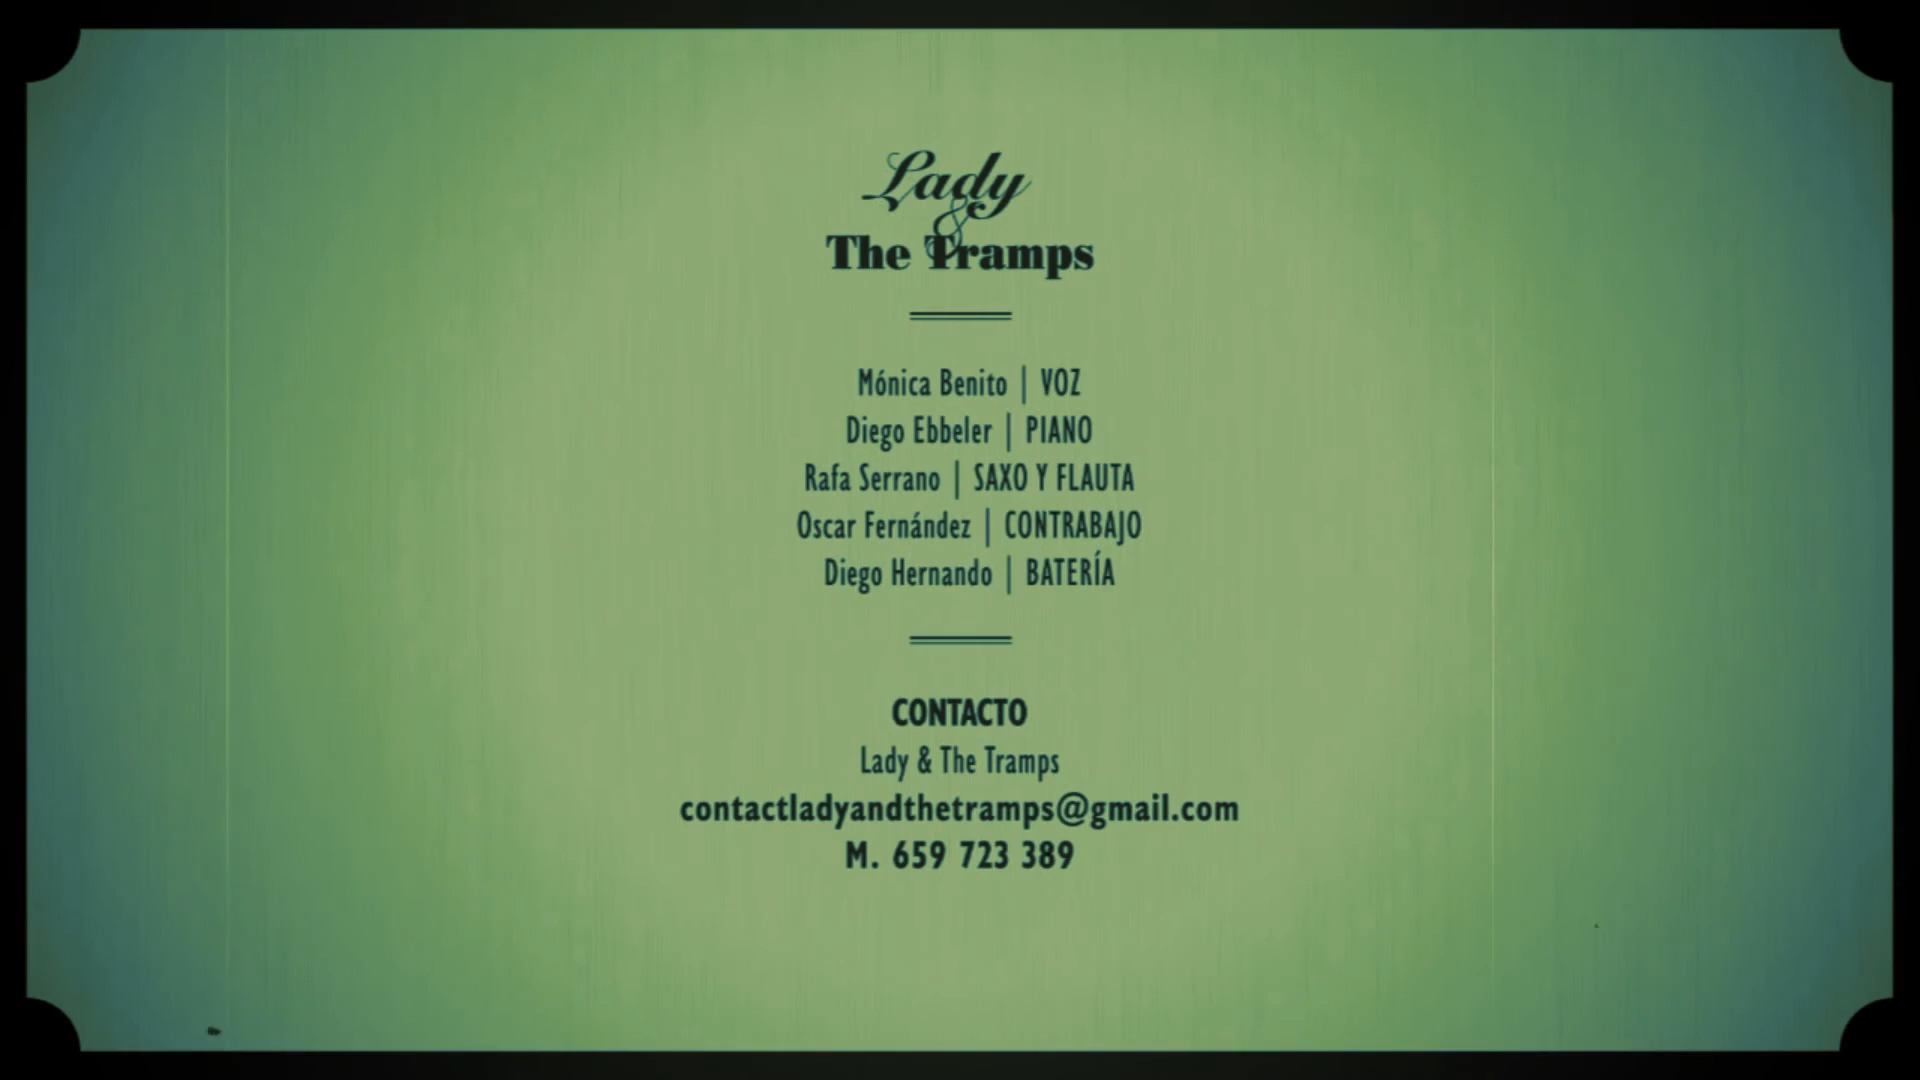 Lady
&
The Tramps
Mónica Benito | VOZ
Diego Ebbeler | PIANO
Rafa Serrano | SAXO Y FLAUTA
Oscar Fernández | CONTRABAJO
Diego Hernando | BATERÍA
CONTACTO
Lady & The Tramps
contactladyandthetramps@gmail.com
M. 659 723 389